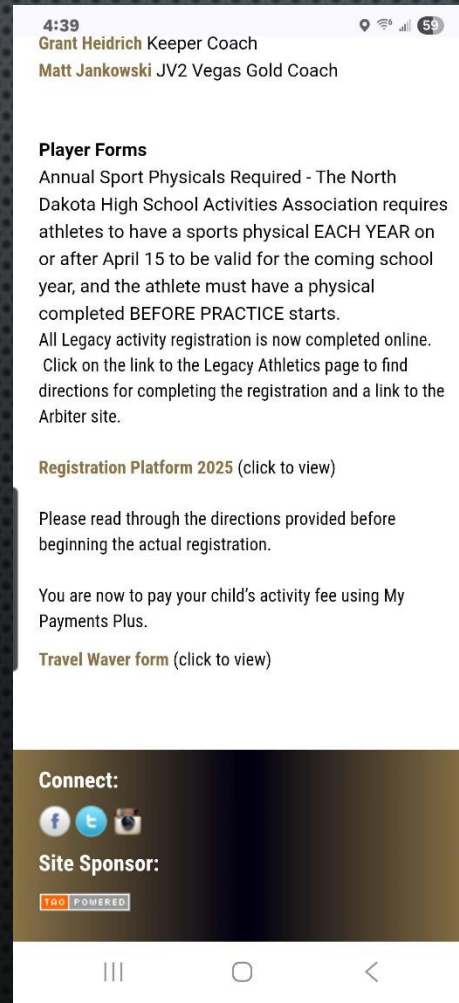 4:39
59
Grant Heidrich Keeper Coach
Matt Jankowski JV2 Vegas Gold Coach
Player Forms
Annual Sport Physicals Required - The North
Dakota High School Activities Association requires
athletes to have a sports physical EACH YEAR on
or after April 15 to be valid for the coming school
year, and the athlete must have a physical
completed BEFORE PRACTICE starts.
All Legacy activity registration is now completed online.
Click on the link to the Legacy Athletics page to find
directions for completing the registration and a link to the
Arbiter site.
Registration Platform 2025 (click to view)
Please read through the directions provided before
beginning the actual registration.
You are now to pay your child's activity fee using My
Payments Plus.
Travel Waver form (click to view)
Connect:
Site Sponsor:
TAO POWERED